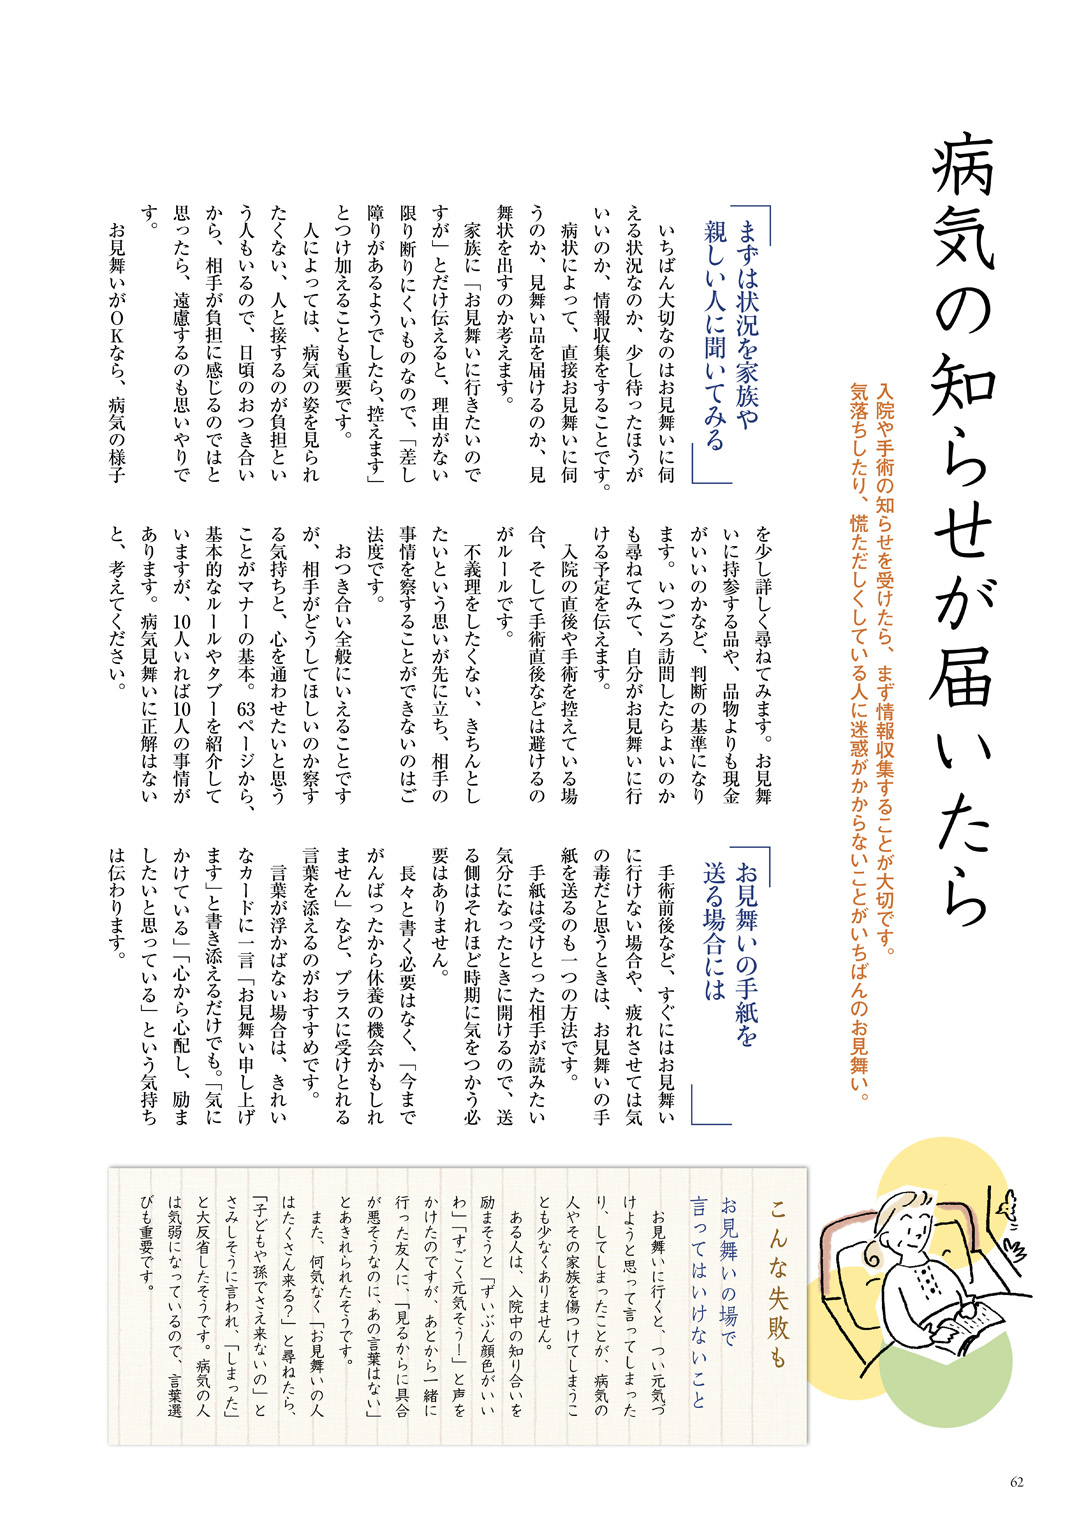 病気の知らせが届いたら
入院や手術の知らせを受けたら、まず情報収集することが大切です。
気落ちしたり、慌ただしくしている人に迷惑がかからないことがいちばんのお見舞い。
まずは状況を家族や
親しい人に聞いてみる
いちばん大切なのはお見舞いに伺
える状況なのか、少し待ったほうが
いいのか、情報収集をすることです。
病状によって、直接お見舞いに伺
うのか、見舞い品を届けるのか、見
舞状を出すのか考えます。
家族に「お見舞いに行きたいので
すが」とだけ伝えると、理由がない
限り断りにくいものなので、「差し
障りがあるようでしたら、控えます」
とつけ加えることも重要です。
人によっては、病気の姿を見られ
たくない、人と接するのが負担とい
う人もいるので、日頃のおつき合い
から、相手が負担に感じるのではと
思ったら、遠慮するのも思いやりで
す。
お見舞いがOKなら、病気の様子
を少し詳しく尋ねてみます。お見舞
いに持参する品や、品物よりも現金
がいいのかなど、判断の基準になり
ます。いつごろ訪問したらよいのか
も尋ねてみて、自分がお見舞いに行
ける予定を伝えます。
入院の直後や手術を控えている場
合、そして手術直後などは避けるの
がルールです。
不義理をしたくない、きちんとし
たいという思いが先に立ち、相手の
事情を察することができないのはご
法度です。
おつき合い全般にいえることです
が、相手がどうしてほしいのか察す
る気持ちと、心を通わせたいと思う
ことがマナーの基本。63ページから、
基本的なルールやタブーを紹介して
いますが、10人いれば10人の事情が
あります。病気見舞いに正解はない
と、考えてください。
お見舞いの手紙を
送る場合には
手術前後など、すぐにはお見舞い
に行けない場合や、疲れさせては気
の毒だと思うときは、お見舞いの手
紙を送るのも一つの方法です。
手紙は受けとった相手が読みたい
気分になったときに開けるので、送
る側はそれほど時期に気をつかう必
要はありません。
長々と書く必要はなく、「今まで
がんばったから休養の機会かもしれ
ません」など、プラスに受けとれる
言葉を添えるのがおすすめです。
言葉が浮かばない場合は、きれい
なカードに一言「お見舞い申し上げ
ます」と書き添えるだけでも。「気に
かけている」「心から心配し、励ま
したいと思っている」という気持ち
は伝わります。
こんな失敗も
お見舞いの場で
言ってはいけないこと
お見舞いに行くと、つい元気づ
けようと思って言ってしまった
り、してしまったことが、病気の
人やその家族を傷つけてしまうこ
とも少なくありません。
ある人は、入院中の知り合いを
励まそうと「ずいぶん顔色がいい
わ」「すごく元気そう！」と声を
かけたのですが、あとから一緒に
行った友人に、「見るからに具合
が悪そうなのに、あの言葉はない」
とあきれられたそうです。
また、何気なく「お見舞いの人
はたくさん来る？」と尋ねたら、
「子どもや孫でさえ来ないの」と
さみしそうに言われ、「しまった」
と大反省したそうです。病気の人
は気弱になっているので、言葉選
びも重要です。
62